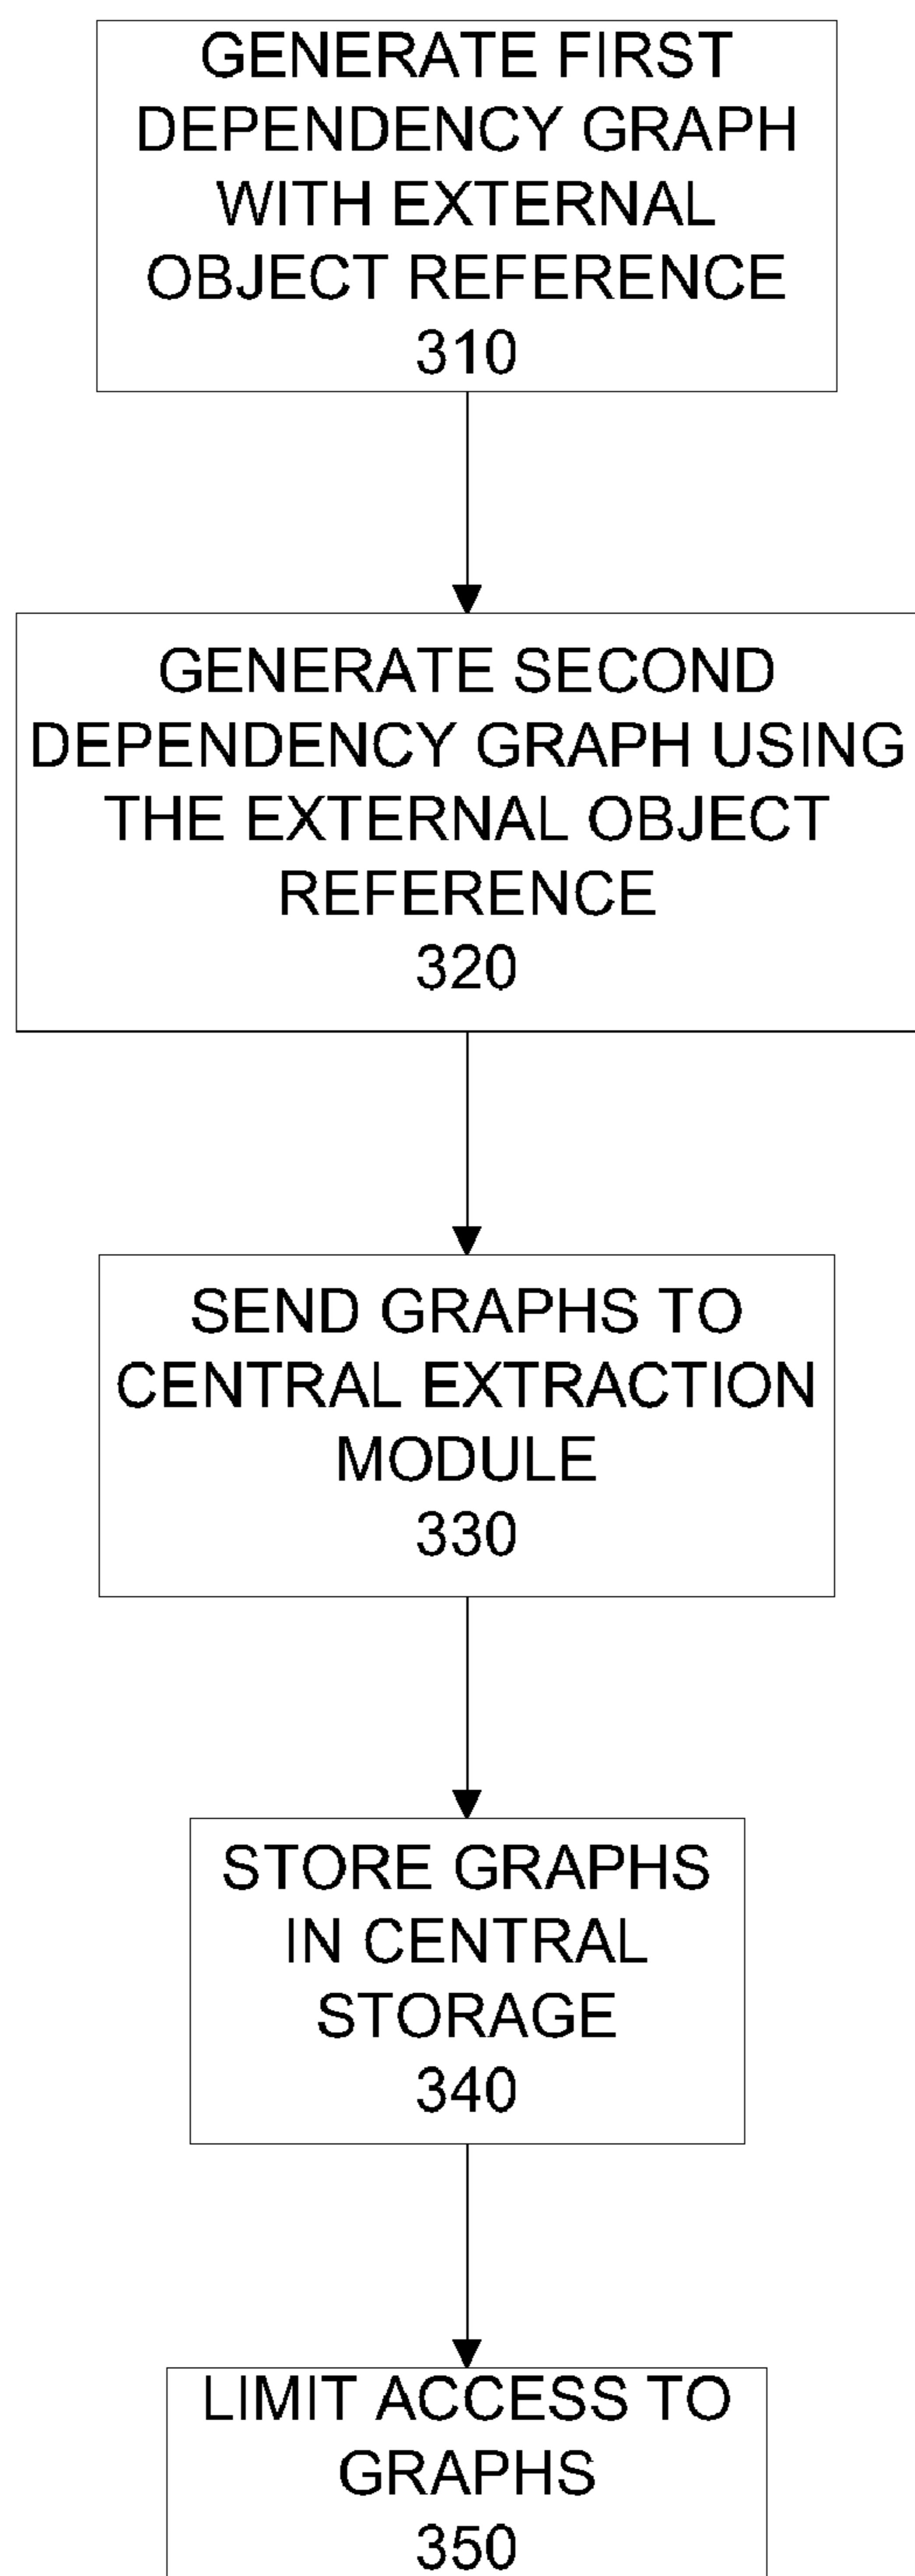 GENERATE FIRST
DEPENDENCY GRAPH
WITH EXTERNAL
OBJECT REFERENCE
310
GENERATE SECOND
DEPENDENCY GRAPH USING
THE EXTERNAL OBJECT
REFERENCE
320
SEND GRAPHS TO
CENTRAL EXTRACTION
MODULE
330
STORE GRAPHS
IN CENTRAL
STORAGE
340
LIMIT ACCESS TO
GRAPHS
350